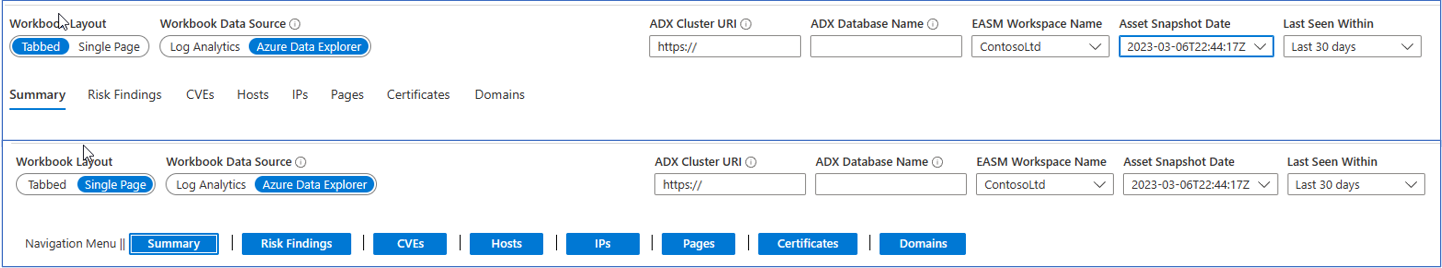 Workbook Layout Workbook Data Source ADX Cluster URI ADX Database Name EASM Workspace Name Asset Snapshot Date Last Seen Within
Tabbed Single Page Log Analytics Azure Data Explorer https:// ContosoLtd 2023-03-06T22:44:17Z Last 30 days
Summary Risk Findings CVEs Hosts IPs Pages Certificates Domains
Workbook Layout Workbook Data Source ADX Cluster URI ADX Database Name EASM Workspace Name Asset Snapshot Date Last Seen Within
Tabbed Single Page Log Analytics Azure Data Explorer https:// ContosoLtd 2023-03-06T22:44:17Z Last 30 days
Navigation Menu || Summary | Risk Findings | CVEs | Hosts | IPs | Pages | Certificates | Domains